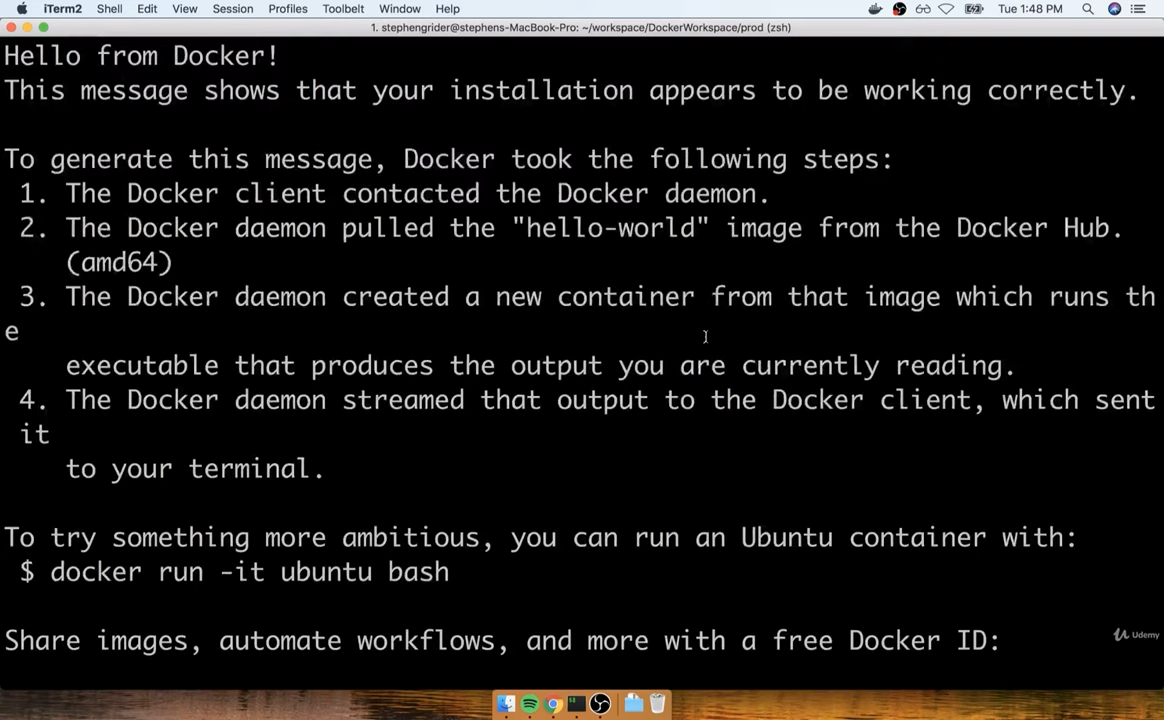 iTerm2 Shell Edit View Session Profiles Toolbelt Window Help Tue 1:48 PM
1. stephengrider@stephens-MacBook-Pro: ~/workspace/DockerWorkspace/prod (zsh)
Hello from Docker!
This message shows that your installation appears to be working correctly.
To generate this message, Docker took the following steps:
1. The Docker client contacted the Docker daemon.
2. The Docker daemon pulled the "hello-world" image from the Docker Hub.
(amd64)
3. The Docker daemon created a new container from that image which runs th
e
executable that produces the output you are currently reading.
4. The Docker daemon streamed that output to the Docker client, which sent
it
to your terminal.
To try something more ambitious, you can run an Ubuntu container with:
$ docker run -it ubuntu bash
Share images, automate workflows, and more with a free Docker ID:
Udemy